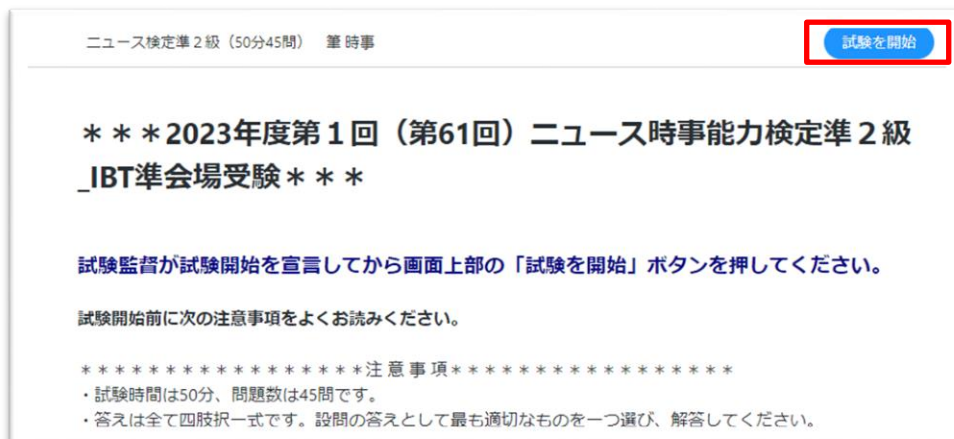 ニュース検定準２級（50分45問）　筆 時事
試験を開始
＊＊＊2023年度第１回（第61回）ニュース時事能力検定準２級
_IBT準会場受験＊＊＊
試験監督が試験開始を宣言してから画面上部の「試験を開始」ボタンを押してください。
試験開始前に次の注意事項をよくお読みください。
＊＊＊＊＊＊＊＊＊＊＊＊＊＊＊＊＊注 意 事 項＊＊＊＊＊＊＊＊＊＊＊＊＊＊＊＊＊
・試験時間は50分、問題数は45問です。
・答えは全て四肢択一式です。設問の答えとして最も適切なものを一つ選び、解答してください。